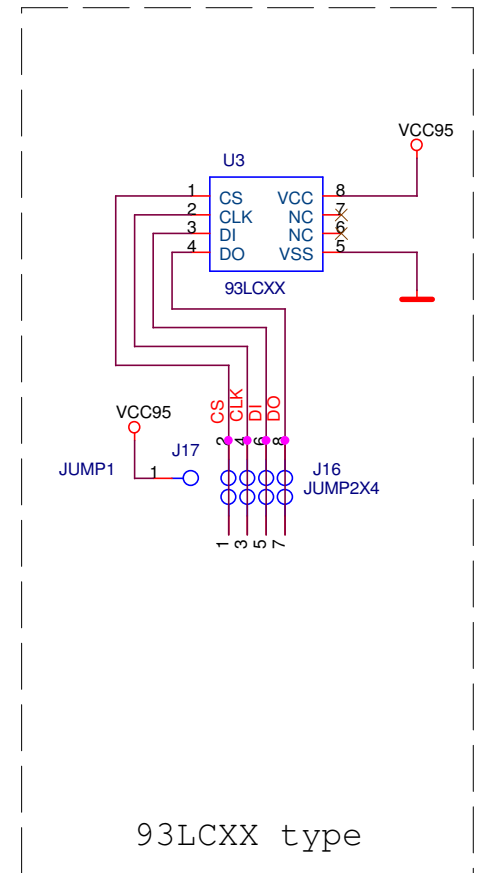 VCC95
U3
1 CS VCC 8
2 CLK NC 7
3 DI NC 6
4 DO VSS 5
93LCXX
CS CLK DI DO
VCC95
2 4 6 8
J17
J16
JUMP1 1
JUMP2X4
1 3 5 7
93LCXX type